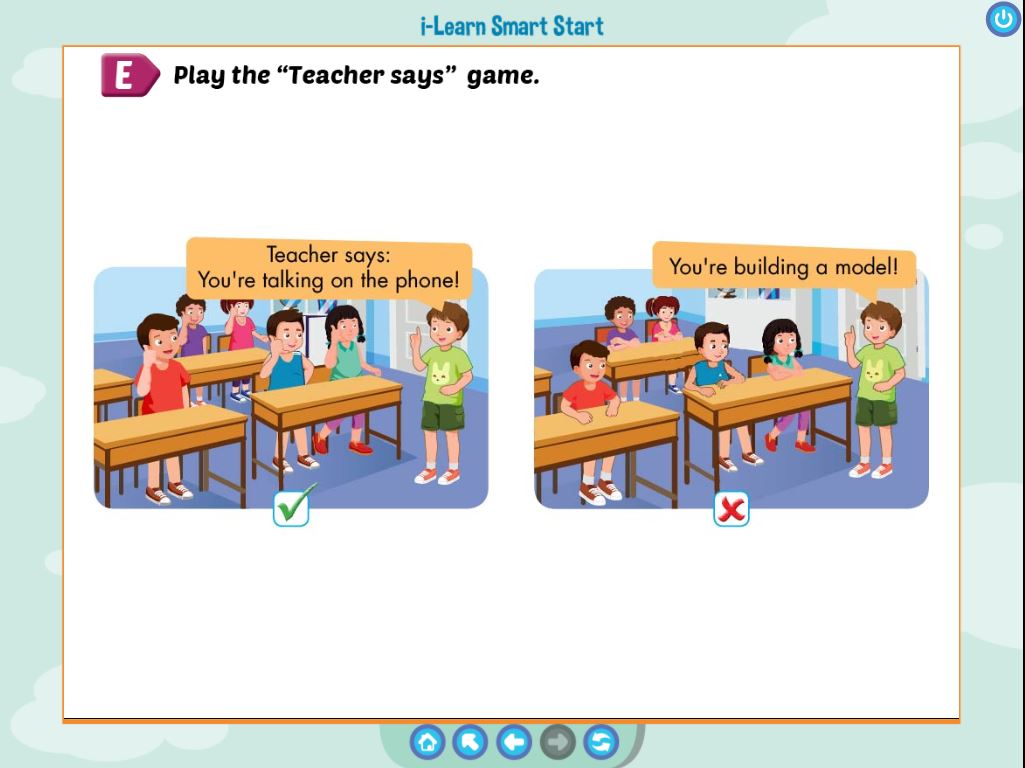 i-Learn Smart Start
E Play the “Teacher says” game.
Teacher says:
You're talking on the phone!
You're building a model!